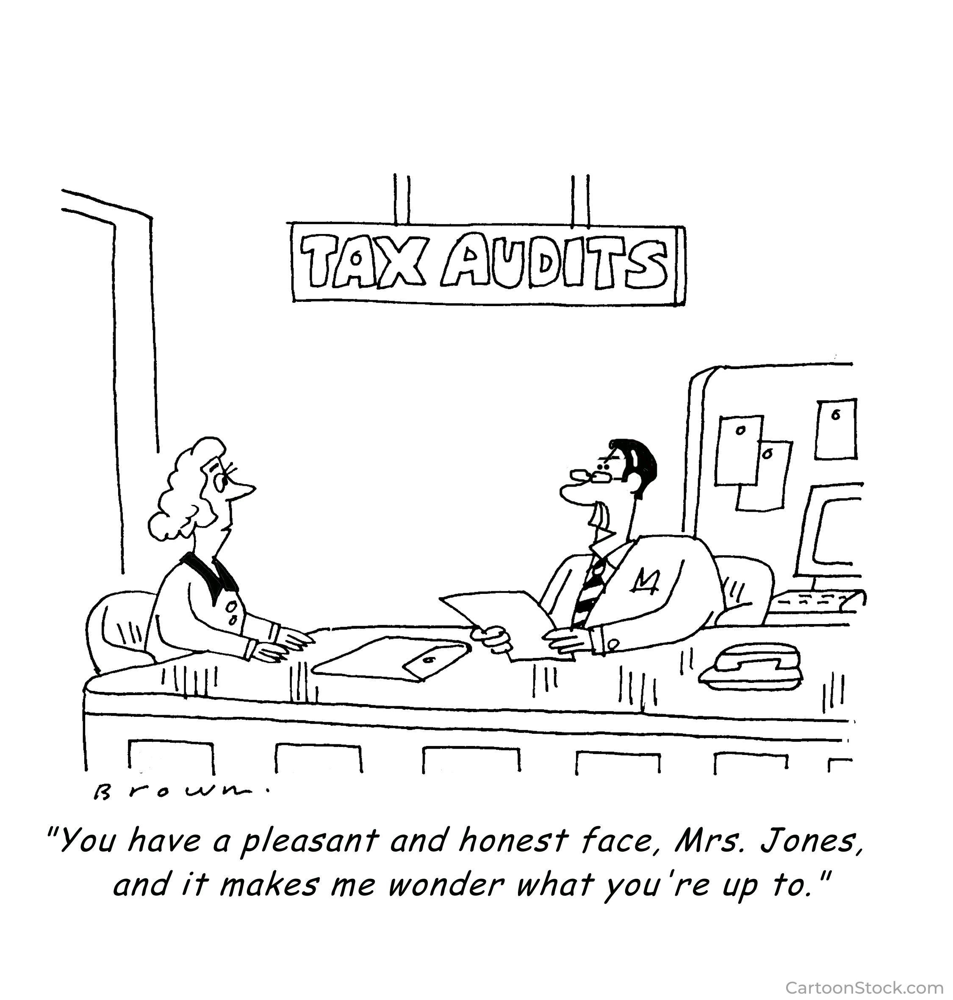 TAX AUDITS
Brown.
"You have a pleasant and honest face, Mrs. Jones,
and it makes me wonder what you're up to."
CartoonStock.com